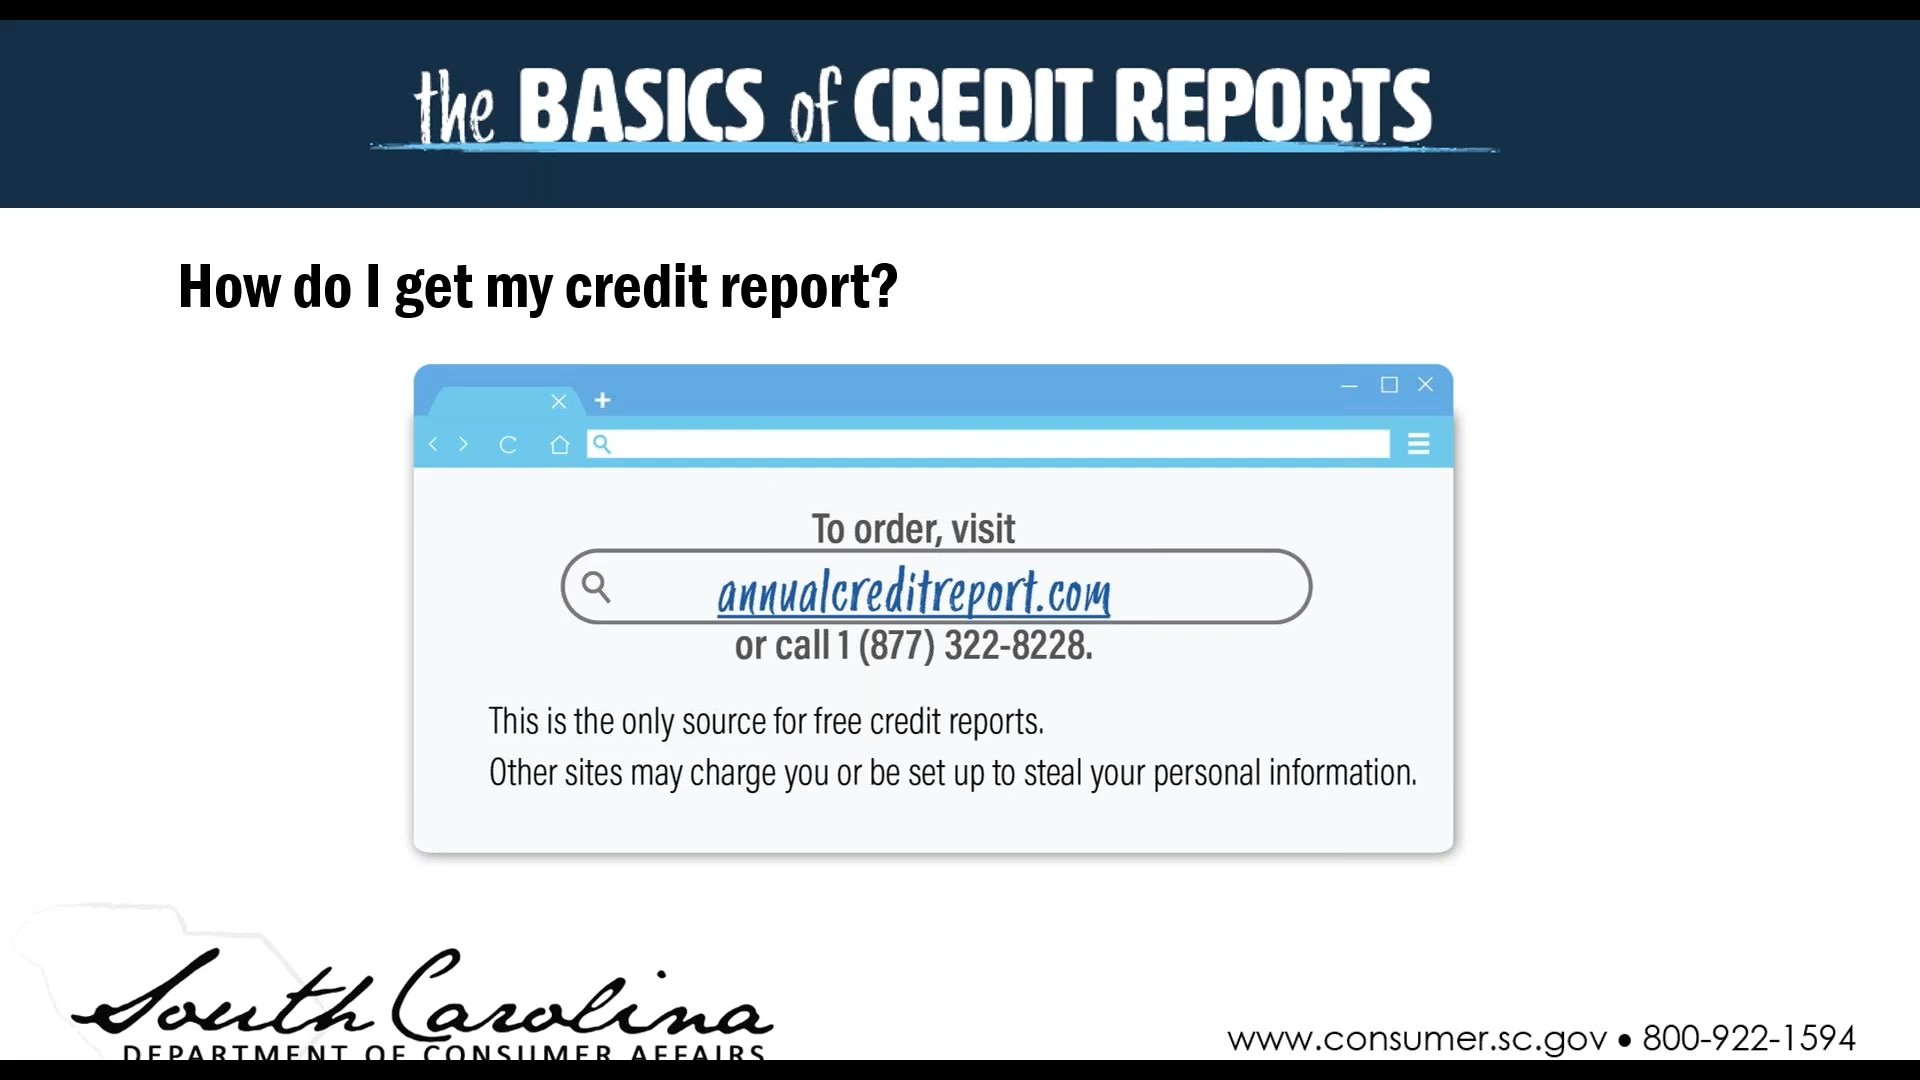 the BASICS of CREDIT REPORTS
How do I get my credit report?
To order, visit
annualcreditreport.com
or call 1 (877) 322-8228.
This is the only source for free credit reports.
Other sites may charge you or be set up to steal your personal information.
South Carolina
DEPARTMENT OF CONSUMER AFFAIRS
www.consumer.sc.gov • 800-922-1594